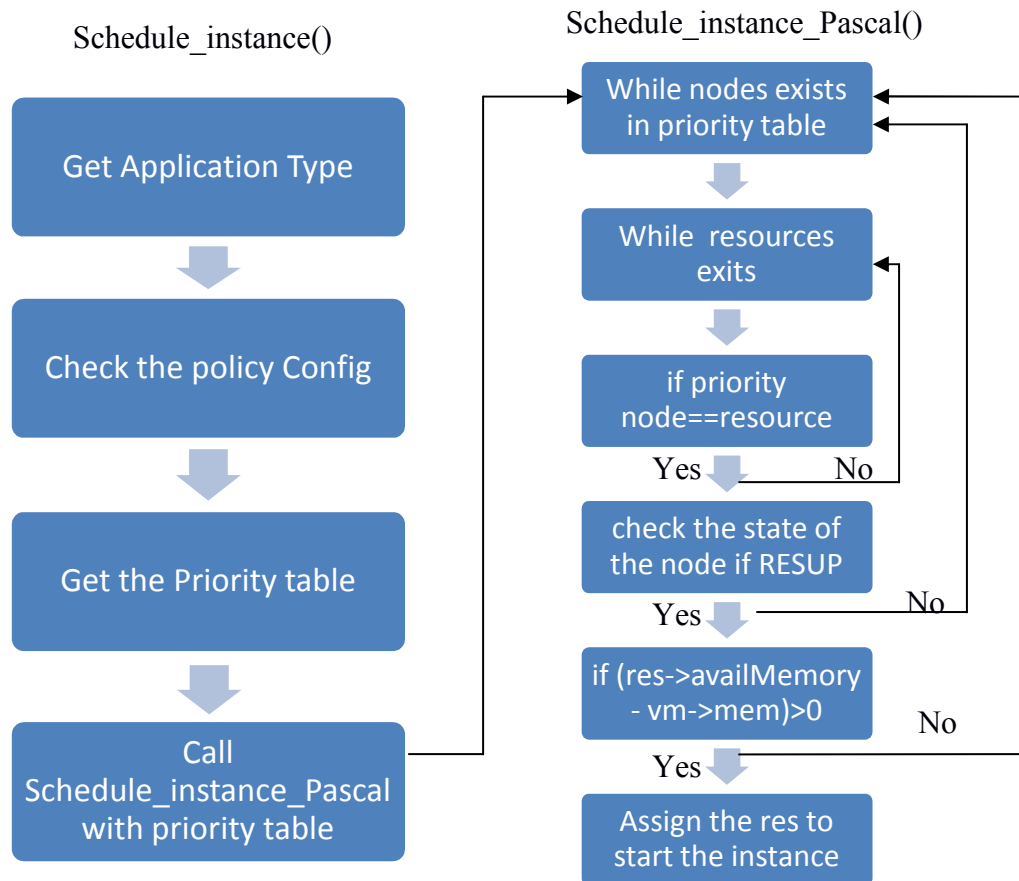 Schedule_instance()
Get Application Type
Check the policy Config
Get the Priority table
Call
Schedule_instance_Pascal
with priority table
Schedule_instance_Pascal()
While nodes exists
in priority table
While resources
exits
if priority
node==resource
Yes
No
check the state of
the node if RESUP
Yes
No
if (res->availMemory
- vm->mem)>0
Yes
No
Assign the res to
start the instance